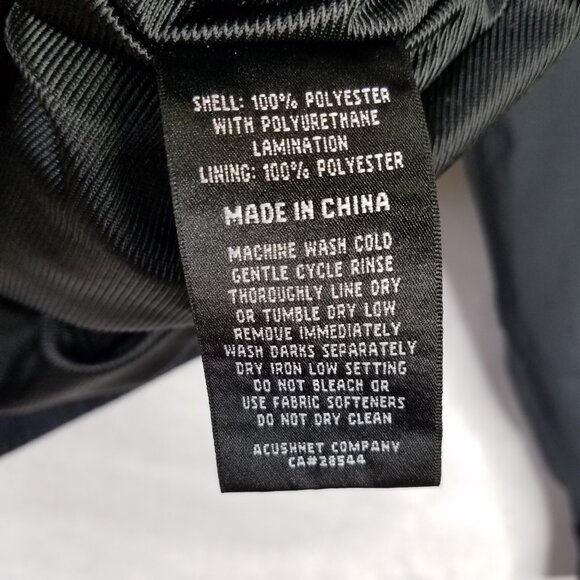 SHELL: 100% POLYESTER
WITH POLYURETHANE
LAMINATION
LINING: 100% POLYESTER
MADE IN CHINA
MACHINE WASH COLD
GENTLE CYCLE RINSE
THOROUGHLY LINE DRY
OR TUMBLE DRY LOW
REMOVE IMMEDIATELY
WASH DARKS SEPARATELY
DRY IRON LOW SETTING
DO NOT BLEACH OR
USE FABRIC SOFTENERS
DO NOT DRY CLEAN
ACUSHNET COMPANY
CA#28544